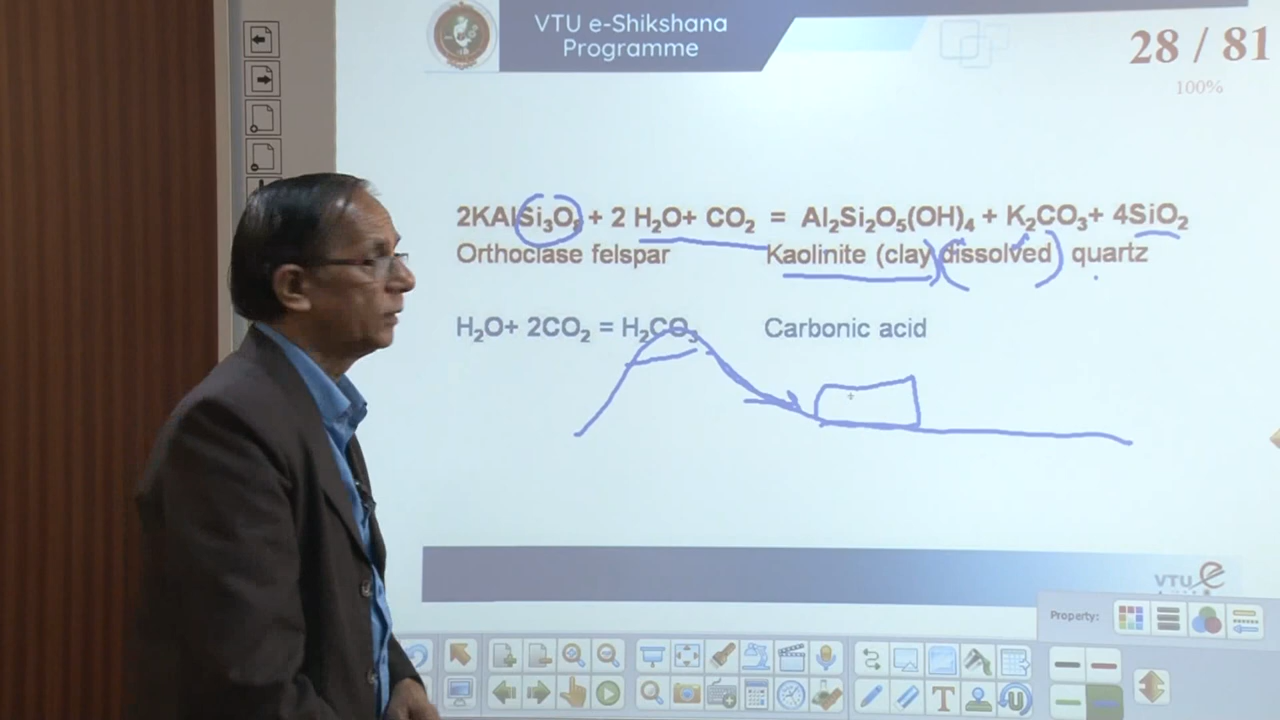 VTU e-Shikshana
Programme
28 / 81
100%
2KAlSi₃O₈ + 2 H₂O+ CO₂ = Al₂Si₂O₅(OH)₄ + K₂CO₃+ 4SiO₂
Orthoclase felspar Kaolinite (clay) dissolved quartz
H₂O+ 2CO₂ = H₂CO₃ Carbonic acid
VTU e
Property: